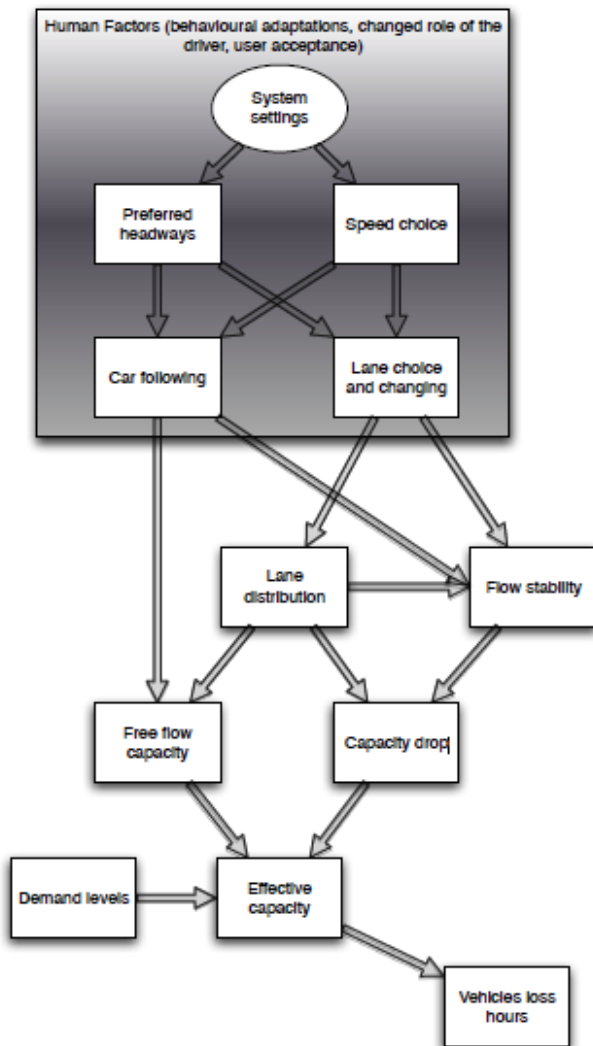 Human Factors (behavioural adaptations, changed role of the
driver, user acceptance)
System
settings
Preferred
headways
Speed choice
Car following
Lane choice
and changing
Lane
distribution
Flow stability
Free flow
capacity
Capacity drop
Demand levels
Effective
capacity
Vehicles loss
hours